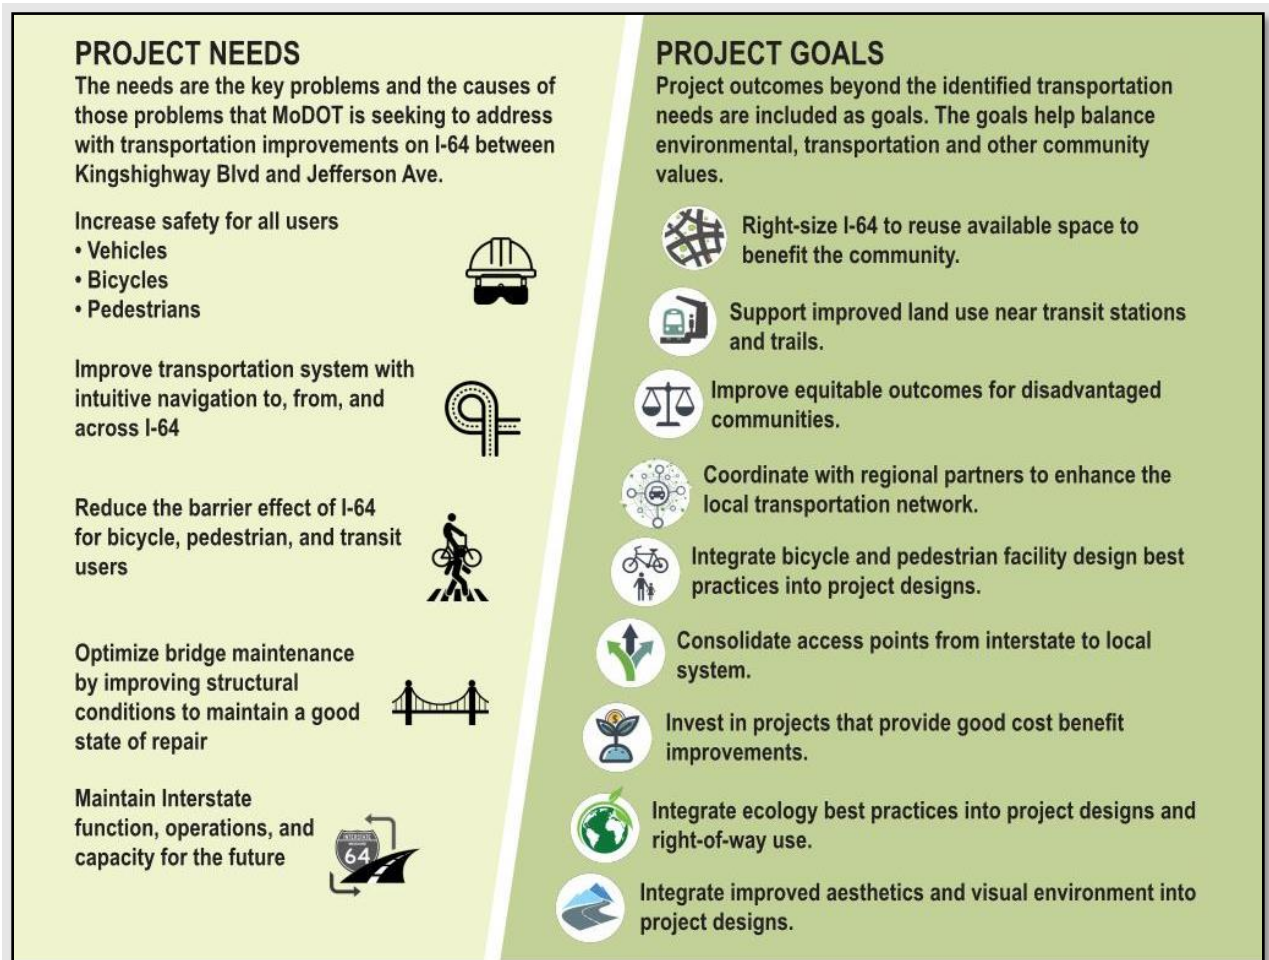 PROJECT NEEDS
The needs are the key problems and the causes of
those problems that MoDOT is seeking to address
with transportation improvements on I-64 between
Kingshighway Blvd and Jefferson Ave.
Increase safety for all users
• Vehicles
• Bicycles
• Pedestrians
Improve transportation system with
intuitive navigation to, from, and
across I-64
Reduce the barrier effect of I-64
for bicycle, pedestrian, and transit
users
Optimize bridge maintenance
by improving structural
conditions to maintain a good
state of repair
Maintain Interstate
function, operations, and
capacity for the future
INTERSTATE
64
PROJECT GOALS
Project outcomes beyond the identified transportation
needs are included as goals. The goals help balance
environmental, transportation and other community
values.
Right-size I-64 to reuse available space to
benefit the community.
Support improved land use near transit stations
and trails.
Improve equitable outcomes for disadvantaged
communities.
Coordinate with regional partners to enhance the
local transportation network.
Integrate bicycle and pedestrian facility design best
practices into project designs.
Consolidate access points from interstate to local
system.
$
Invest in projects that provide good cost benefit
improvements.
Integrate ecology best practices into project designs and
right-of-way use.
Integrate improved aesthetics and visual environment into
project designs.